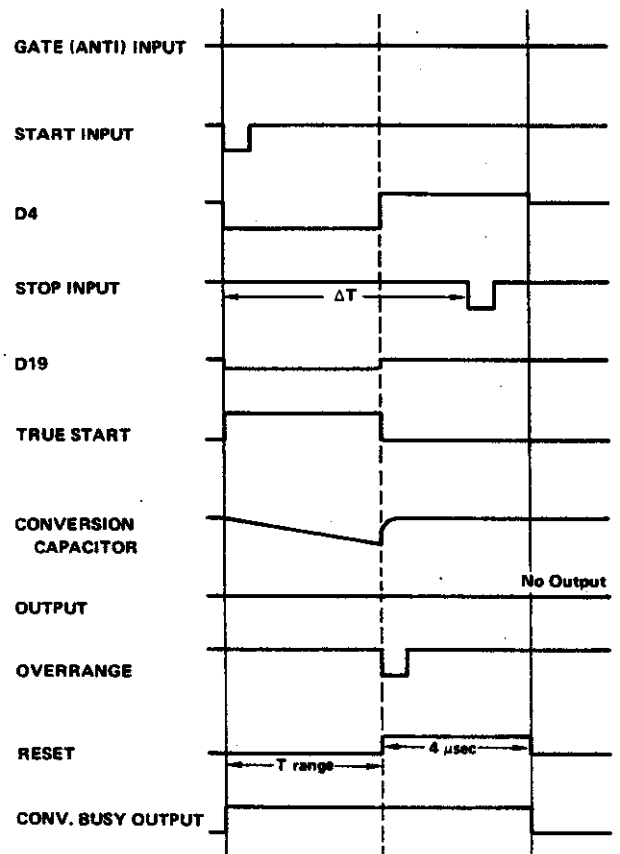 GATE (ANTI) INPUT
START INPUT
D4
STOP INPUT
ΔT
D19
TRUE START
CONVERSION
CAPACITOR
No Output
OUTPUT
OVERRANGE
RESET
4 μsec
T range
CONV. BUSY OUTPUT